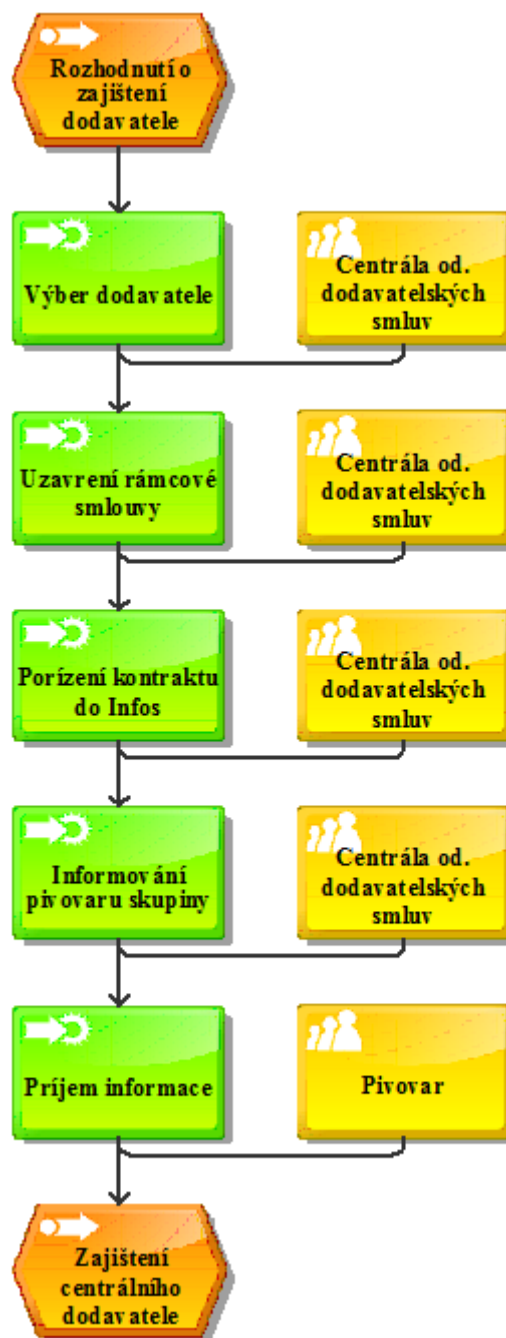 Rozhodnutí o
zajištění
dodavatele
Výber dodavatele
Centrála od.
dodavatelských
smluv
Uzavrení rámcové
smlouvy
Centrála od.
dodavatelských
smluv
Porízení kontraktu
do Infos
Centrála od.
dodavatelských
smluv
Informování
pivovaru skupiny
Centrála od.
dodavatelských
smluv
Príjem informace
Pivovar
Zajištení
centrálního
dodavatele